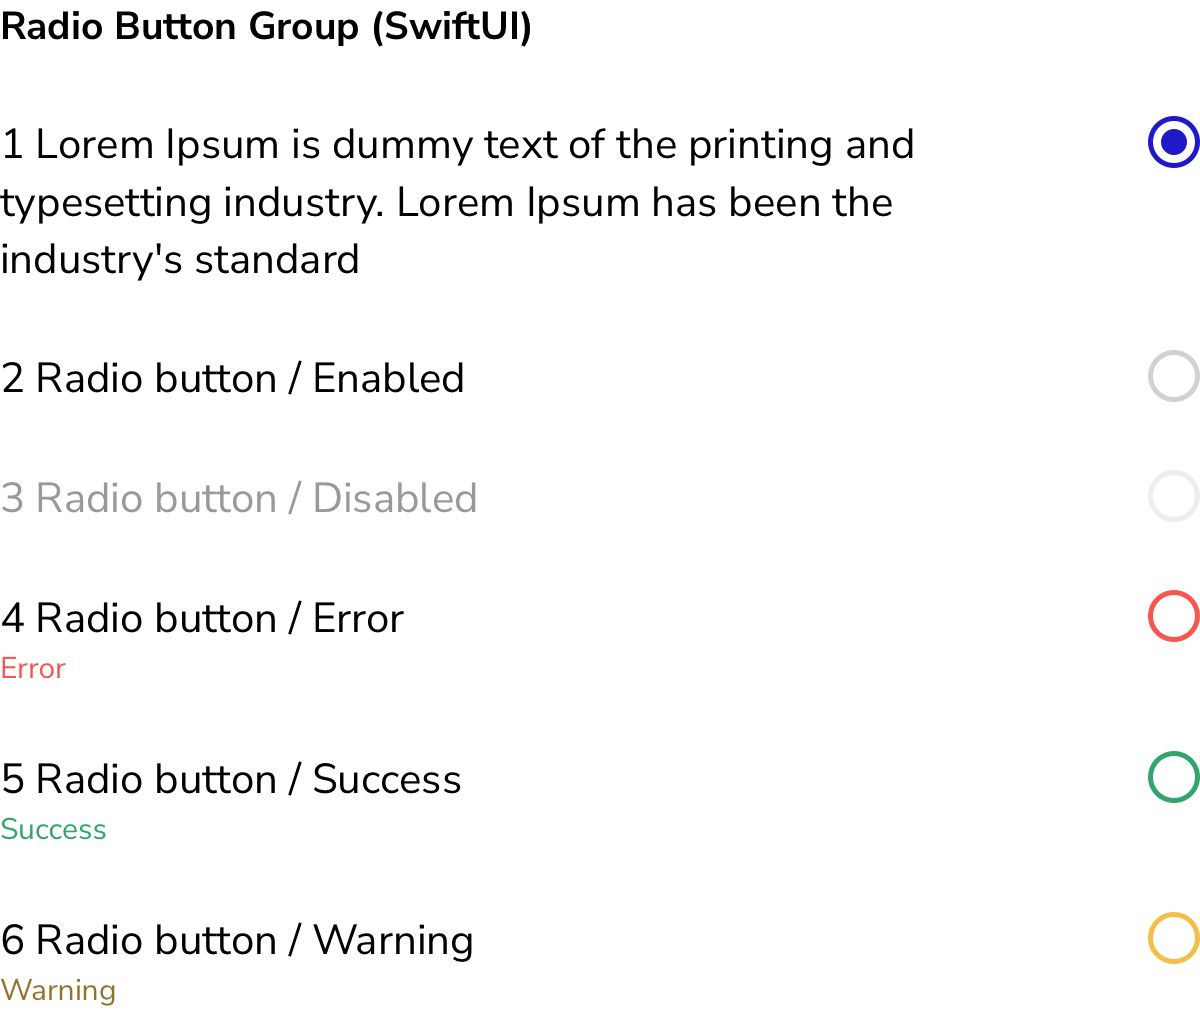 Radio Button Group (SwiftUI)
1 Lorem Ipsum is dummy text of the printing and
typesetting industry. Lorem Ipsum has been the
industry's standard
2 Radio button / Enabled
3 Radio button / Disabled
4 Radio button / Error
Error
5 Radio button / Success
Success
6 Radio button / Warning
Warning